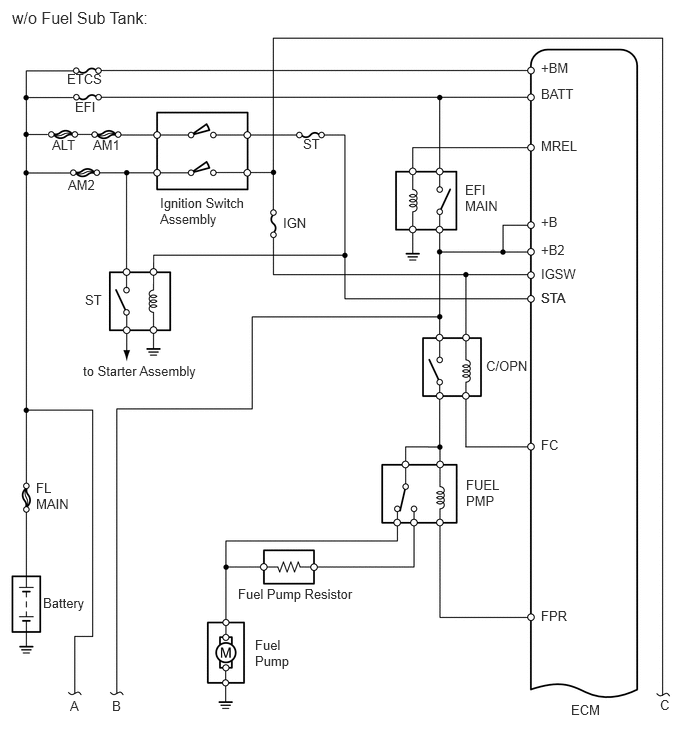 w/o Fuel Sub Tank:
ETCS
+BM
EFI
BATT
ALT
AM1
ST
MREL
AM2
Ignition Switch
Assembly
EFI
MAIN
IGN
+B
+B2
IGSW
ST
STA
to Starter Assembly
C/OPN
FC
FL
MAIN
FUEL
PMP
Fuel Pump Resistor
Battery
FPR
M
Fuel
Pump
A
B
ECM
C